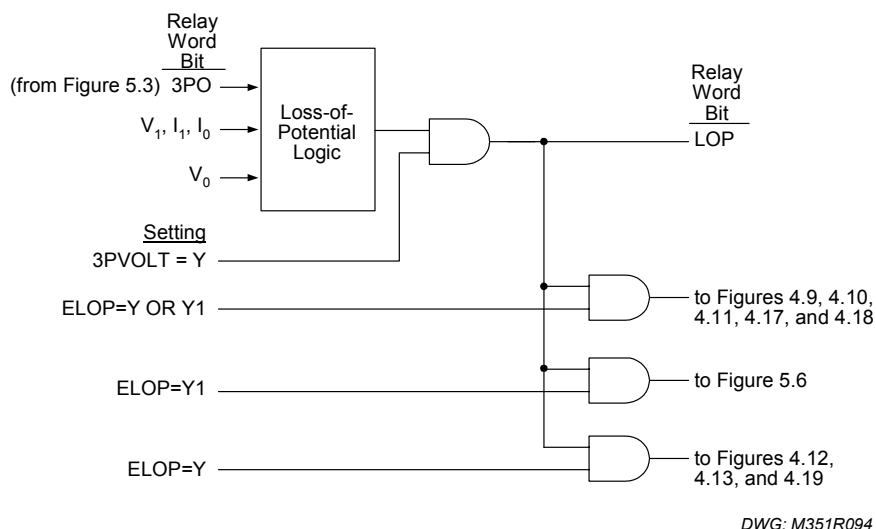 Relay
Word
Bit
(from Figure 5.3) 3PO
V1, I1, I0
V0
Loss-of-
Potential
Logic
Relay
Word
Bit
LOP
Setting
3PVOLT = Y
ELOP=Y OR Y1
to Figures 4.9, 4.10,
4.11, 4.17, and 4.18
ELOP=Y1
to Figure 5.6
ELOP=Y
to Figures 4.12,
4.13, and 4.19
DWG: M351R094